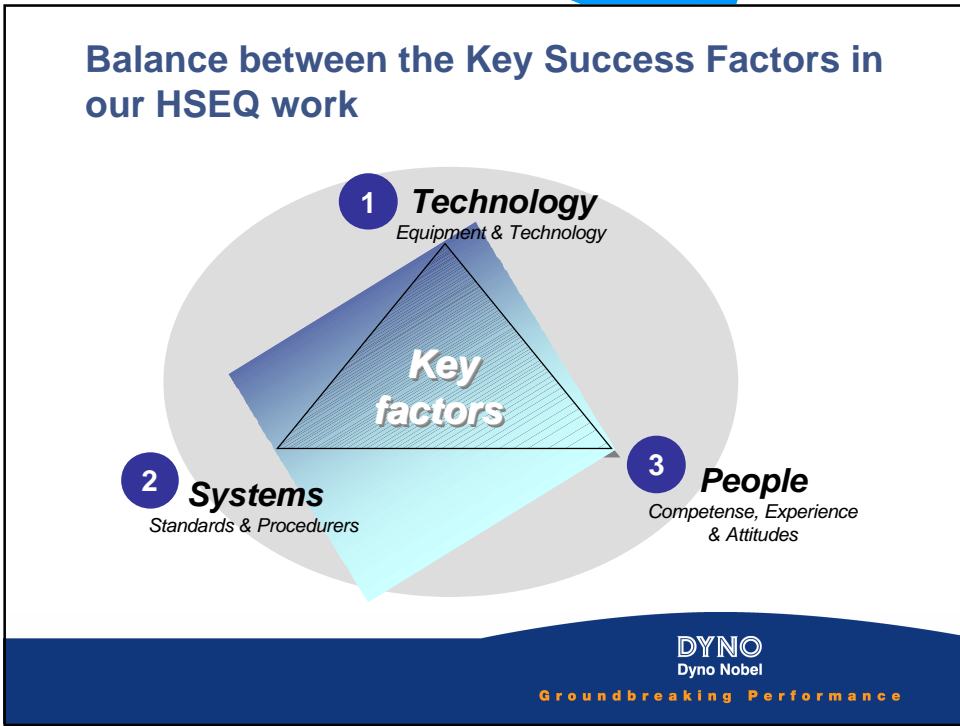 Balance between the Key Success Factors in
our HSEQ work
1 Technology
Equipment & Technology
Key
factors
2 Systems
Standards & Procedurers
3 People
Competense, Experience
& Attitudes
DYNO
Dyno Nobel
Groundbreaking Performance